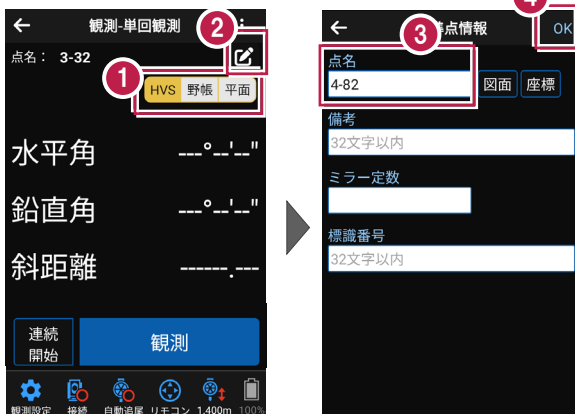 観測-単回観測
点名： 3-32
HVS 野帳 平面
水平角 ---°--'--"
鉛直角 ---°--'--"
斜距離 ------.---
連続
開始
観測
観測設定 接続 自動追尾 リモコン 1.400m 100%
1
2
点情報
OK
点名
4-82
図面 座標
備考
32文字以内
ミラー定数
標識番号
32文字以内
3
4